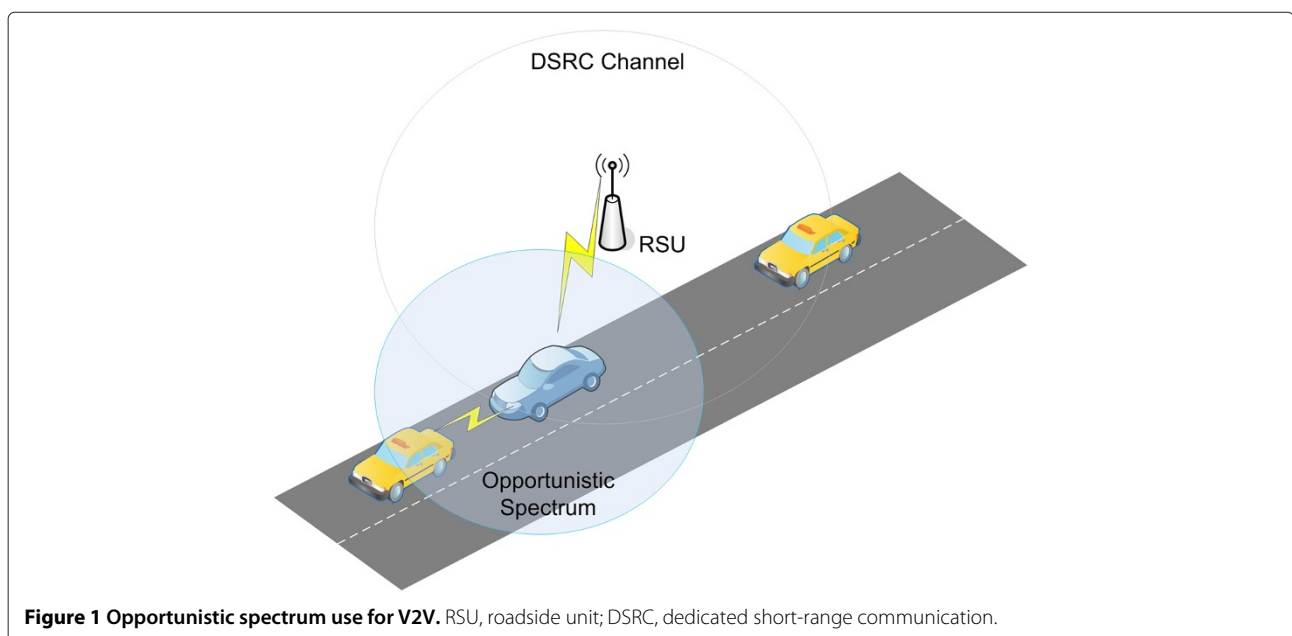 DSRC Channel
RSU
Opportunistic
Spectrum
Figure 1 Opportunistic spectrum use for V2V. RSU, roadside unit; DSRC, dedicated short-range communication.